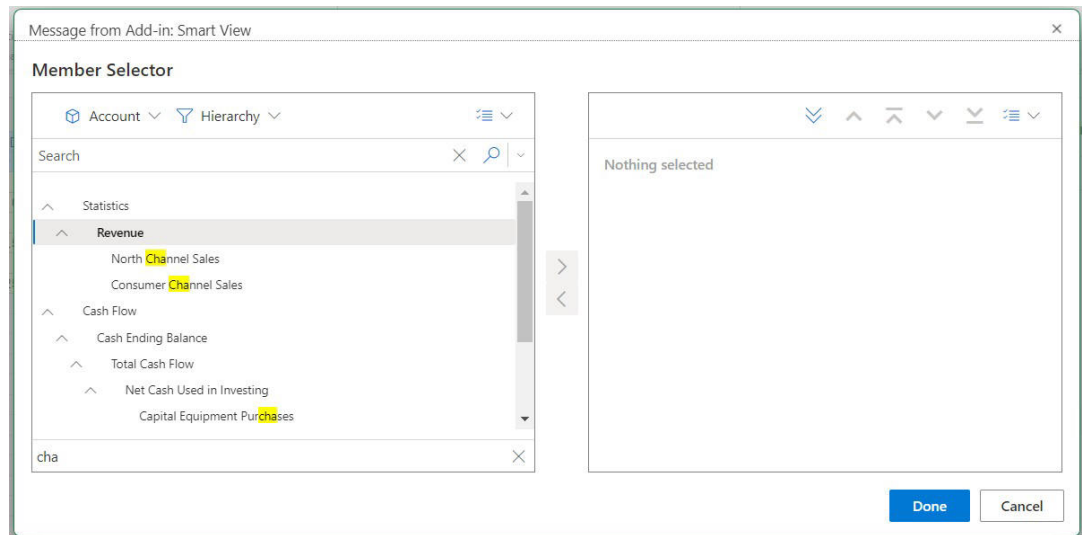 Message from Add-in: Smart View
Member Selector
Account Hierarchy
Search
Nothing selected
Statistics
Revenue
North Channel Sales
Consumer Channel Sales
Cash Flow
Cash Ending Balance
Total Cash Flow
Net Cash Used in Investing
Capital Equipment Purchases
cha
Done Cancel